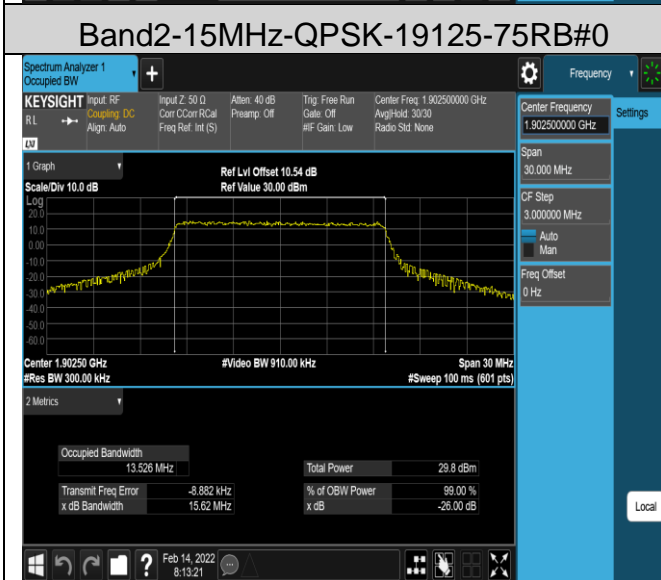 Band2-15MHz-QPSK-19125-75RB#0
Spectrum Analyzer 1
Occupied BW
+
Frequency
KEYSIGHT
RL
LXI
Input: RF
Coupling: DC
Align: Auto
Input Z: 50 Ω
Corr CCorr RCal
Freq Ref: Int (S)
Atten: 40 dB
Preamp: Off
Trig: Free Run
Gate: Off
#IF Gain: Low
Center Freq: 1.902500000 GHz
Avg|Hold: 30/30
Radio Std: None
Center Frequency
1.902500000 GHz
Settings
Span
30.000 MHz
CF Step
3.000000 MHz
Auto
Man
Freq Offset
0 Hz
1 Graph
Scale/Div 10.0 dB
Ref Lvl Offset 10.54 dB
Ref Value 30.00 dBm
Log
20.0
10.0
0.00
-10.0
-20.0
-30.0
-40.0
-50.0
-60.0
Center 1.90250 GHz
#Res BW 300.00 kHz
#Video BW 910.00 kHz
Span 30 MHz
#Sweep 100 ms (601 pts)
2 Metrics
Occupied Bandwidth
13.526 MHz
Total Power 29.8 dBm
Transmit Freq Error -8.882 kHz
% of OBW Power 99.00 %
x dB Bandwidth 15.62 MHz
x dB -26.00 dB
Local
?
Feb 14, 2022
8:13:21